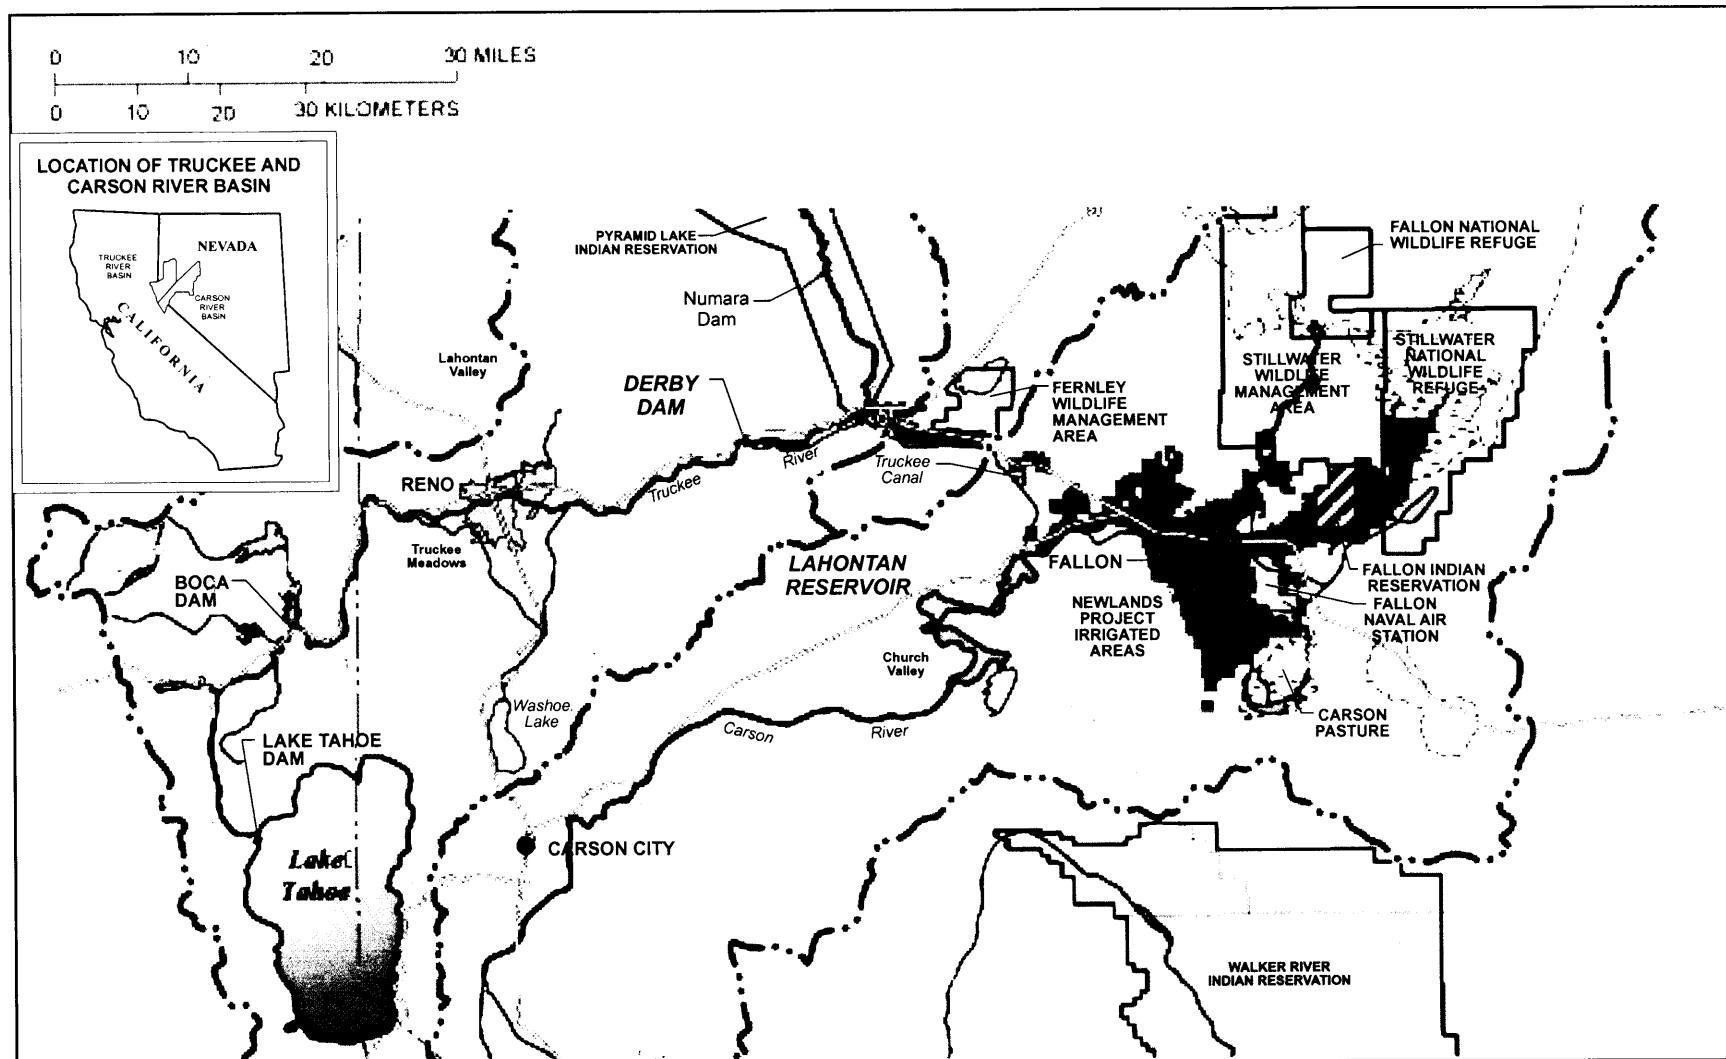 0 10 20 30 MILES
0 10 20 30 KILOMETERS
LOCATION OF TRUCKEE AND
CARSON RIVER BASIN
NEVADA
TRUCKEE
RIVER
BASIN
CARSON
RIVER
BASIN
CALIFORNIA
PYRAMID LAKE
INDIAN RESERVATION
Numara
Dam
FALLON NATIONAL
WILDLIFE REFUGE
Lahontan
Valley
DERBY
DAM
FERNLEY
WILDLIFE
MANAGEMENT
AREA
STILLWATER
WILDLIFE
MANAGEMENT
AREA
STILLWATER
NATIONAL
WILDLIFE
REFUGE
RENO
Truckee
River
Truckee
Canal
Truckee
Meadows
BOCA
DAM
LAHONTAN
RESERVOIR
FALLON
FALLON INDIAN
RESERVATION
NEWLANDS
PROJECT
IRRIGATED
AREAS
FALLON
NAVAL AIR
STATION
Church
Valley
Washoe
Lake
Carson
River
CARSON
PASTURE
LAKE TAHOE
DAM
CARSON CITY
Lake
Tahoe
WALKER RIVER
INDIAN RESERVATION